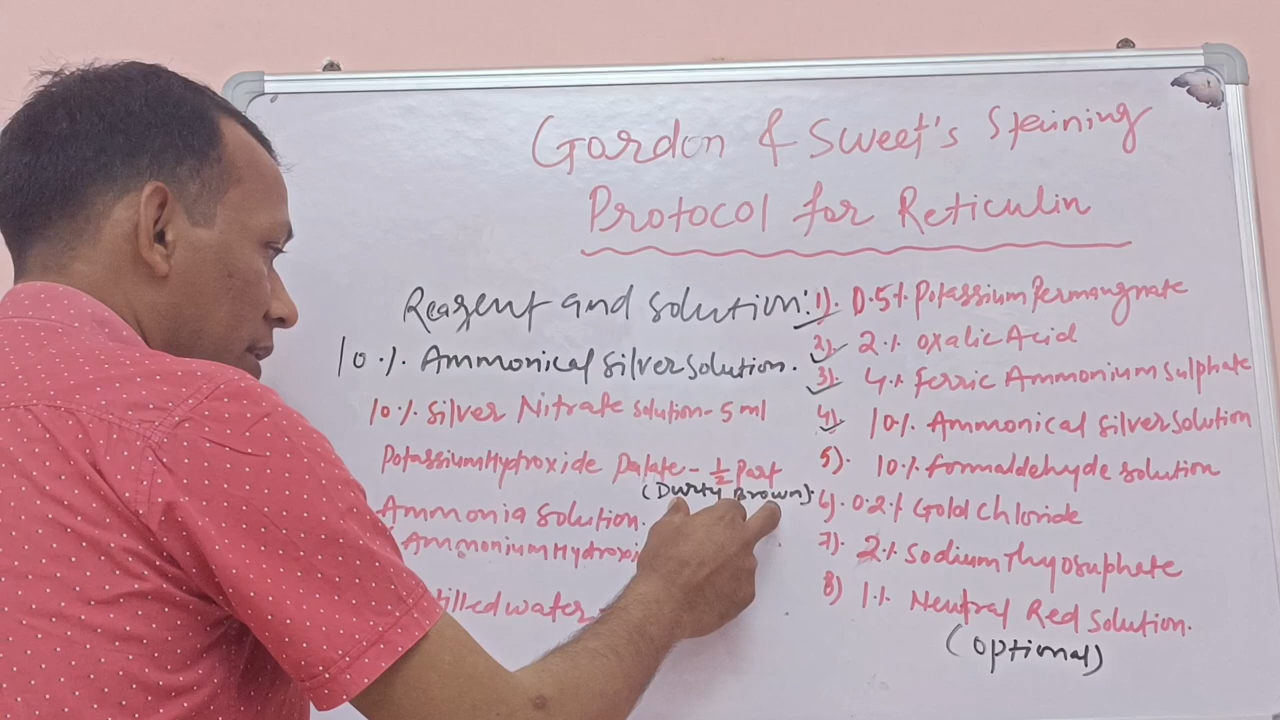 Gordon & Sweet's Staining
Protocol for Reticulin
Reagent and solution:
10.% Ammonical silver solution.
10.% Silver Nitrate solution - 5 ml
Potassium Hydroxide Palate - 1/2 Part
(Durty Brown).
Ammonia Solution.
Ammonium Hydroxi
tilled water
1). 0.5% Potassium Permangnate
2). 2% oxalic Acid
3). 4% ferric Ammonium sulphate
4). 10% Ammonical silver solution
5). 10% formaldehyde solution
6). 0.2% Gold chloride
7). 2% Sodium Thyosuphate
8) 1% Neutral Red Solution.
(optional)